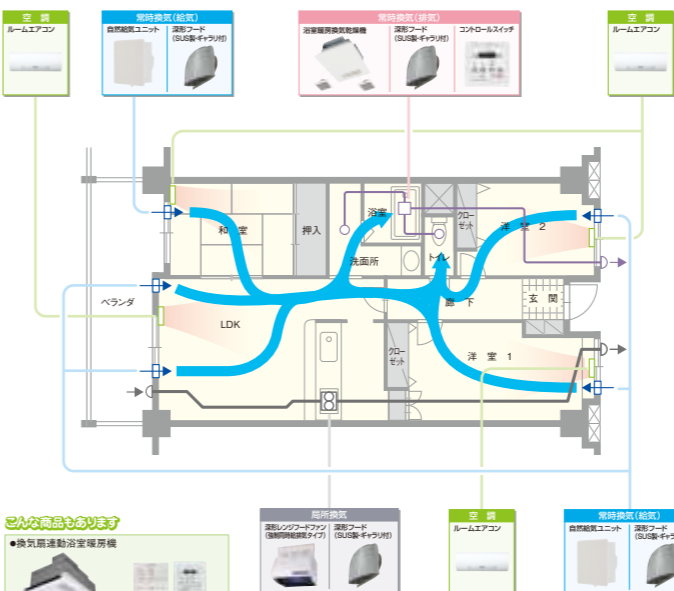 空 調
ルームエアコン
常時換気(給気)
自然給気ユニット
深形フード
(SUS製・ギャラリ付)
常時換気(排気)
浴室暖房換気乾燥機
深形フード
(SUS製・ギャラリ付)
コントロールスイッチ
空 調
ルームエアコン
和 室
押入
浴室
洗面所
トイレ
クロー
ゼット
洋 室 2
ベランダ
LDK
廊 下
玄 関
クロー
ゼット
洋 室 1
こんな商品もあります
●換気扇連動浴室暖房機
局所換気
深形レンジフードファン
(強制同時給排気タイプ)
深形フード
(SUS製・ギャラリ付)
空 調
ルームエアコン
常時換気(給気)
自然給気ユニット
深形フード
(SUS製・ギャラ